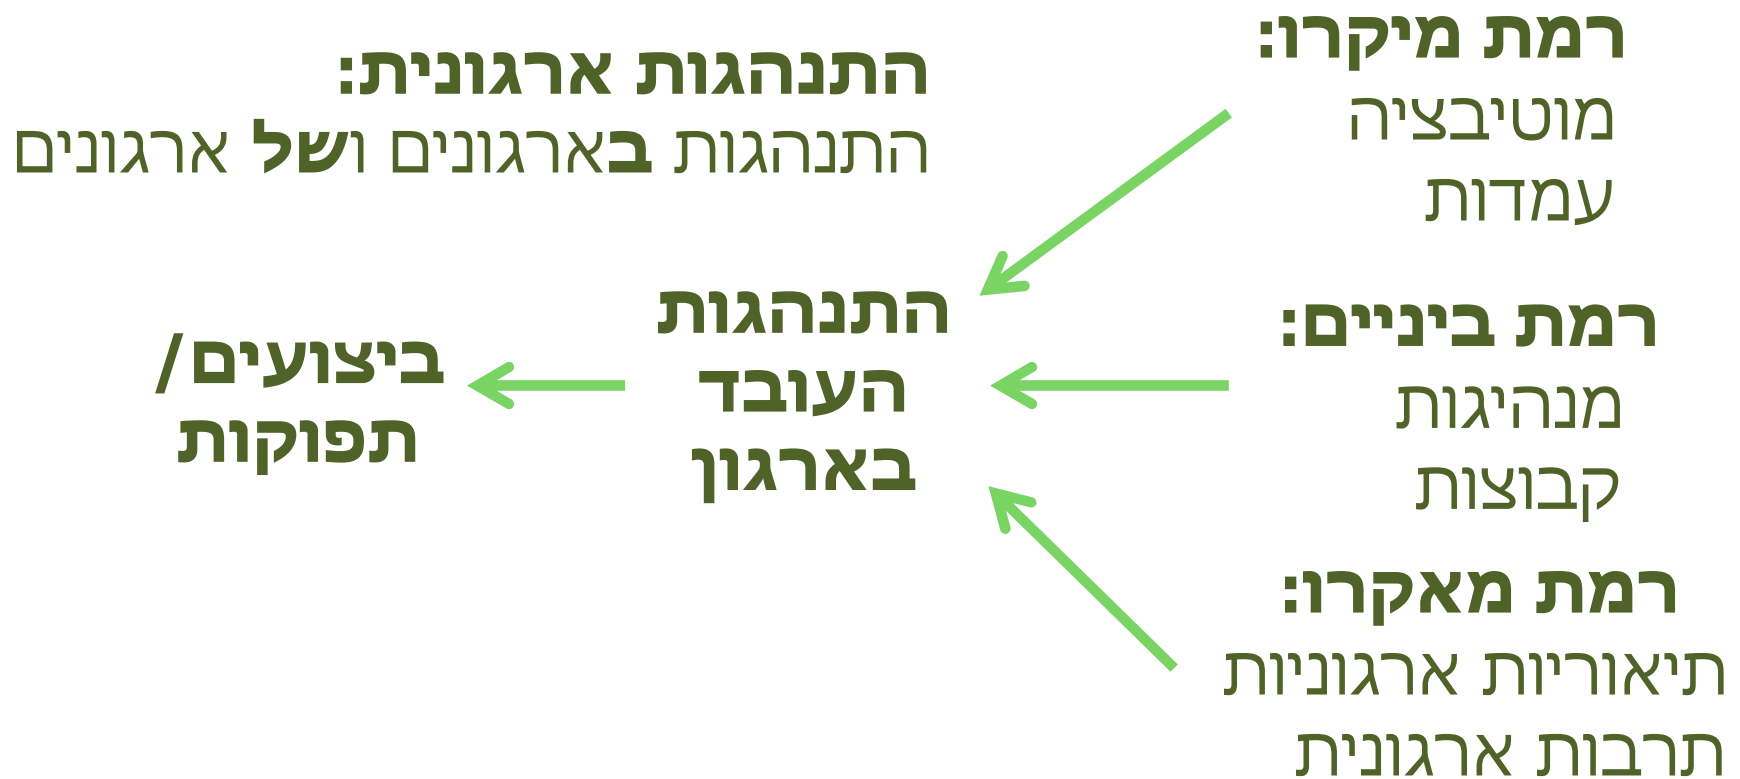 התנהגות ארגונית:
התנהגות בארגונים ושל ארגונים
רמת מיקרו:
מוטיבציה
עמדות
רמת ביניים:
מנהיגות
קבוצות
רמת מאקרו:
תיאוריות ארגוניות
תרבות ארגונית
התנהגות
העובד
בארגון
ביצועים/
תפוקות